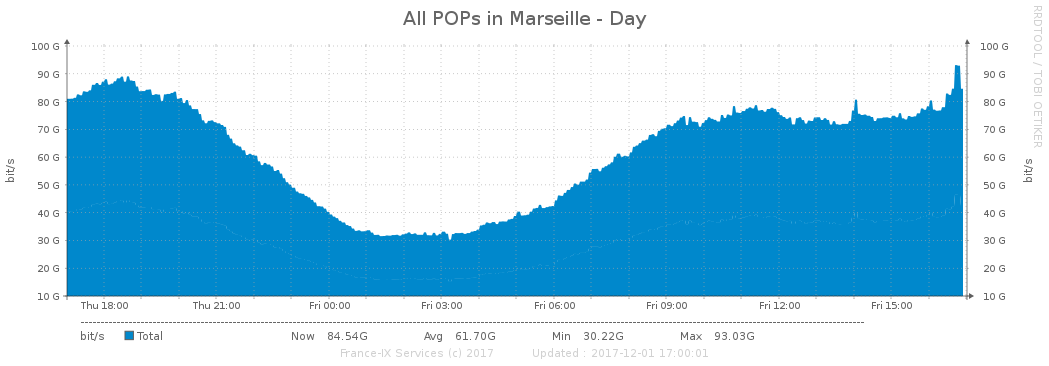 All POPs in Marseille - Day
RRDTOOL / TOBI OETIKER
100 G 100 G
90 G 90 G
80 G 80 G
70 G 70 G
60 G 60 G
50 G 50 G
40 G 40 G
30 G 30 G
20 G 20 G
10 G 10 G
bit/s bit/s
Thu 18:00 Thu 21:00 Fri 00:00 Fri 03:00 Fri 06:00 Fri 09:00 Fri 12:00 Fri 15:00
bit/s Total Now 84.54G Avg 61.70G Min 30.22G Max 93.03G
France-IX Services (c) 2017 Updated : 2017-12-01 17:00:01